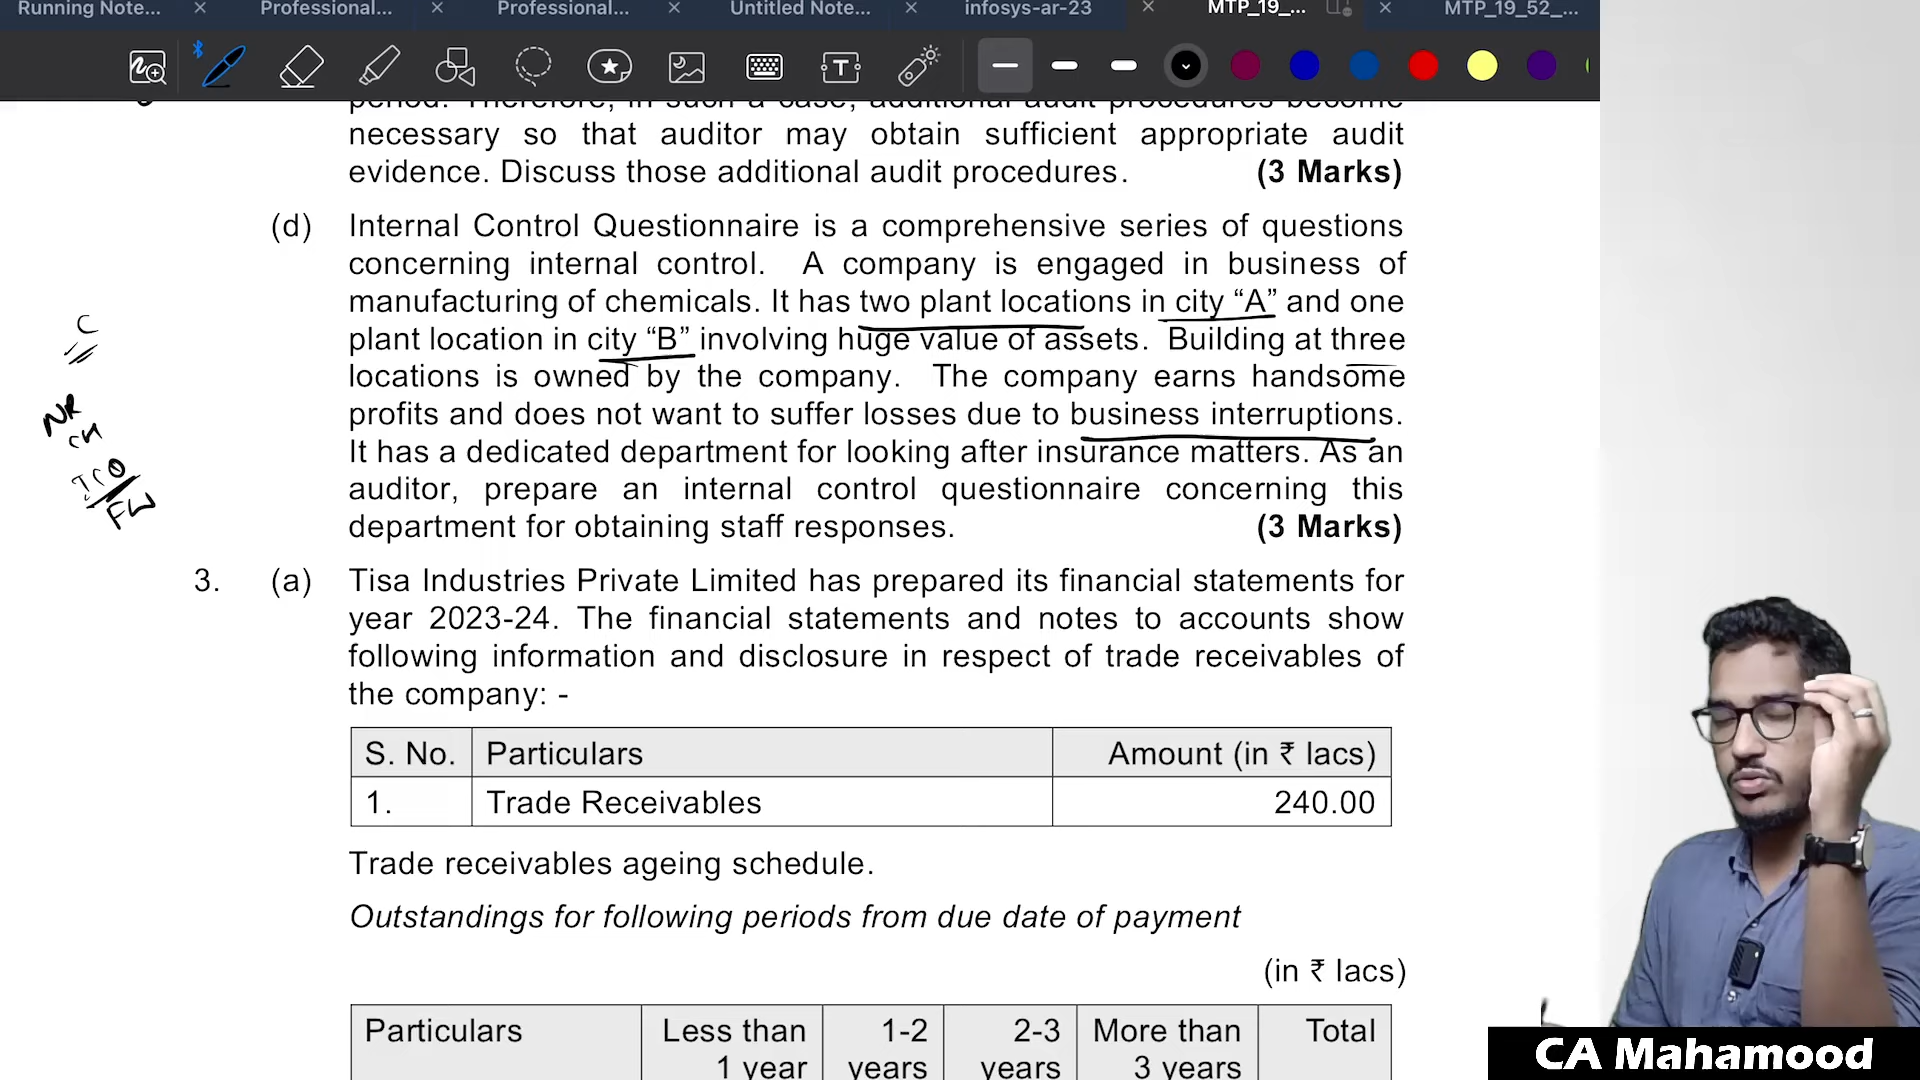 Running Note...
Professional...
Professional...
Untitled Note...
infosys-ar-23
MTP_19_...
MTP_19_52_...
period. Therefore, in such a case, additional audit procedures become
necessary so that auditor may obtain sufficient appropriate audit
evidence. Discuss those additional audit procedures. (3 Marks)
(d) Internal Control Questionnaire is a comprehensive series of questions
concerning internal control. A company is engaged in business of
manufacturing of chemicals. It has two plant locations in city “A” and one
plant location in city “B” involving huge value of assets. Building at three
locations is owned by the company. The company earns handsome
profits and does not want to suffer losses due to business interruptions.
It has a dedicated department for looking after insurance matters. As an
auditor, prepare an internal control questionnaire concerning this
department for obtaining staff responses. (3 Marks)
C
NR
3. (a) Tisa Industries Private Limited has prepared its financial statements for
year 2023-24. The financial statements and notes to accounts show
following information and disclosure in respect of trade receivables of
the company: -
S. No. Particulars Amount (in ₹ lacs)
1. Trade Receivables 240.00
Trade receivables ageing schedule.
Outstandings for following periods from due date of payment
(in ₹ lacs)
Particulars Less than 1-2 2-3 More than Total
1 year years years 3 years
CA Mahamood